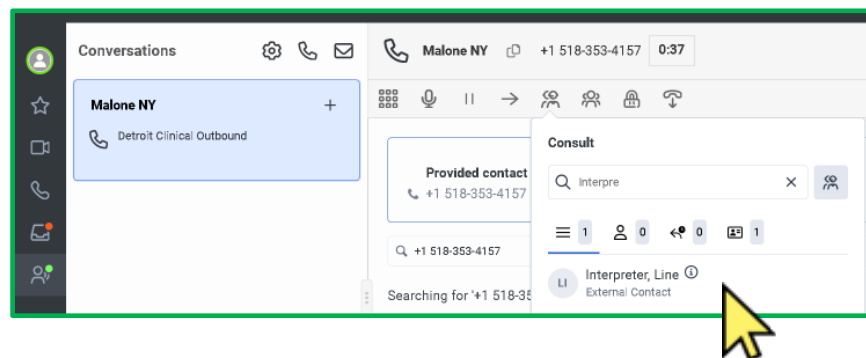 Conversations
Malone NY
+1 518-353-4157
0:37
Malone NY
Detroit Clinical Outbound
Consult
Provided contact
+1 518-353-4157
Interpre
1
0
0
1
+1 518-353-4157
LI
Interpreter, Line
External Contact
Searching for '+1 518-35